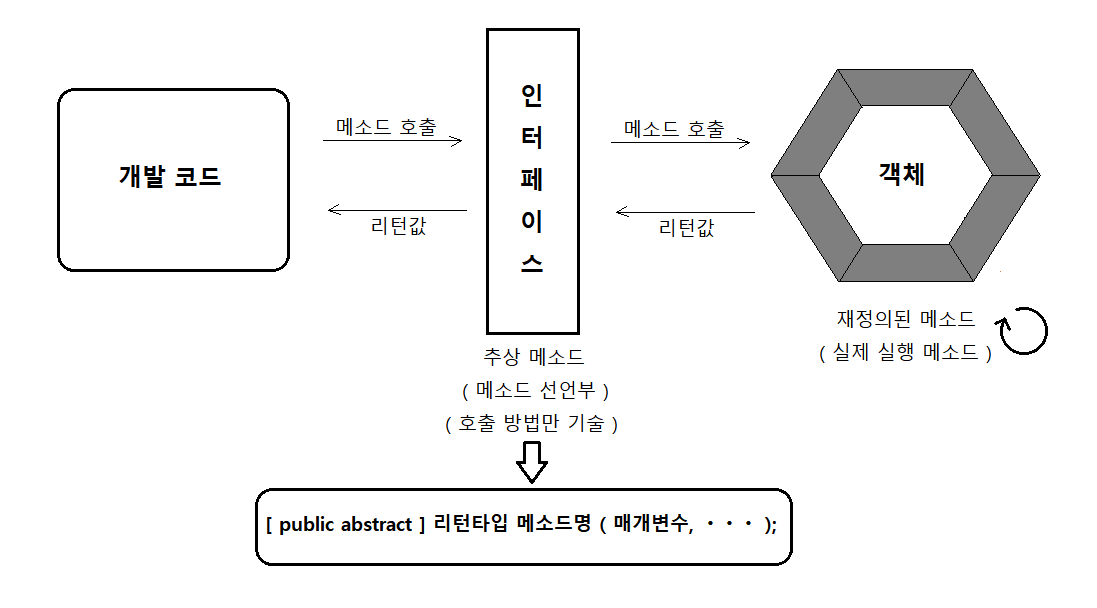 개발 코드
메소드 호출
리턴값
인
터
페
이
스
메소드 호출
리턴값
객체
재정의된 메소드
( 실제 실행 메소드 )
추상 메소드
( 메소드 선언부 )
( 호출 방법만 기술 )
[ public abstract ] 리턴타입 메소드명 ( 매개변수, ・・・ );